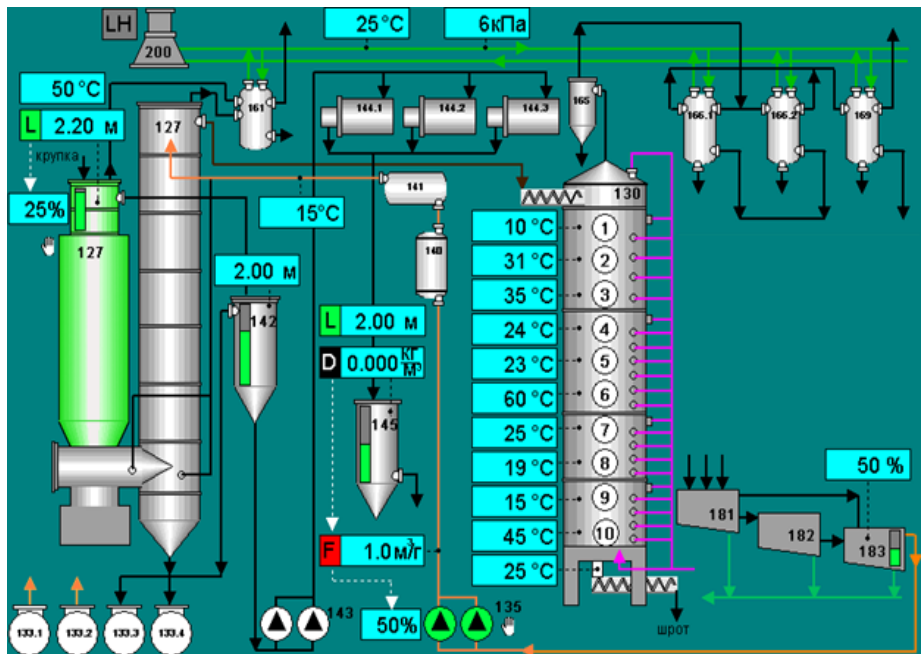 LH
200
25 °C
6кПа
50 °C
L 2.20 м
крупка
25%
127
127
161
144.1
144.2
144.3
165
166.1
166.2
169
141
15°C
140
130
2.00 м
142
L 2.00 м
D 0.000 КГ/М³
145
F 1.0 м³/г
50%
143
135
10 °C
31 °C
35 °C
24 °C
23 °C
60 °C
25 °C
19 °C
15 °C
45 °C
25 °C
1
2
3
4
5
6
7
8
9
10
шрот
50 %
181
182
183
133.1
133.2
133.3
133.4